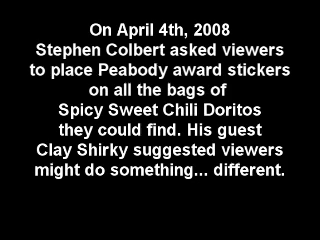 On April 4th, 2008
Stephen Colbert asked viewers
to place Peabody award stickers
on all the bags of
Spicy Sweet Chili Doritos
they could find. His guest
Clay Shirky suggested viewers
might do something... different.